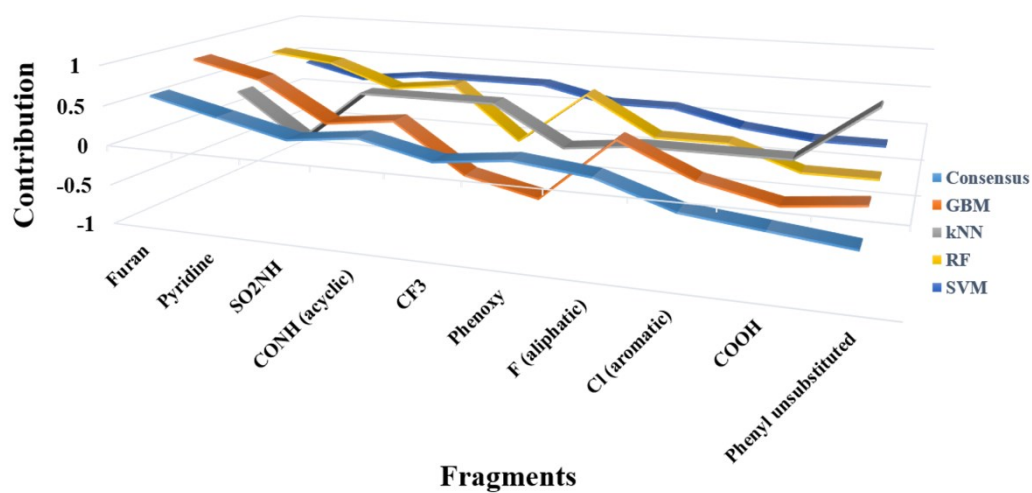 Contribution
1
0.5
0
-0.5
-1
Furan
Pyridine
SO2NH
CONH (acyclic)
CF3
Phenoxy
F (aliphatic)
Cl (aromatic)
COOH
Phenyl unsubstituted
Fragments
Consensus
GBM
kNN
RF
SVM